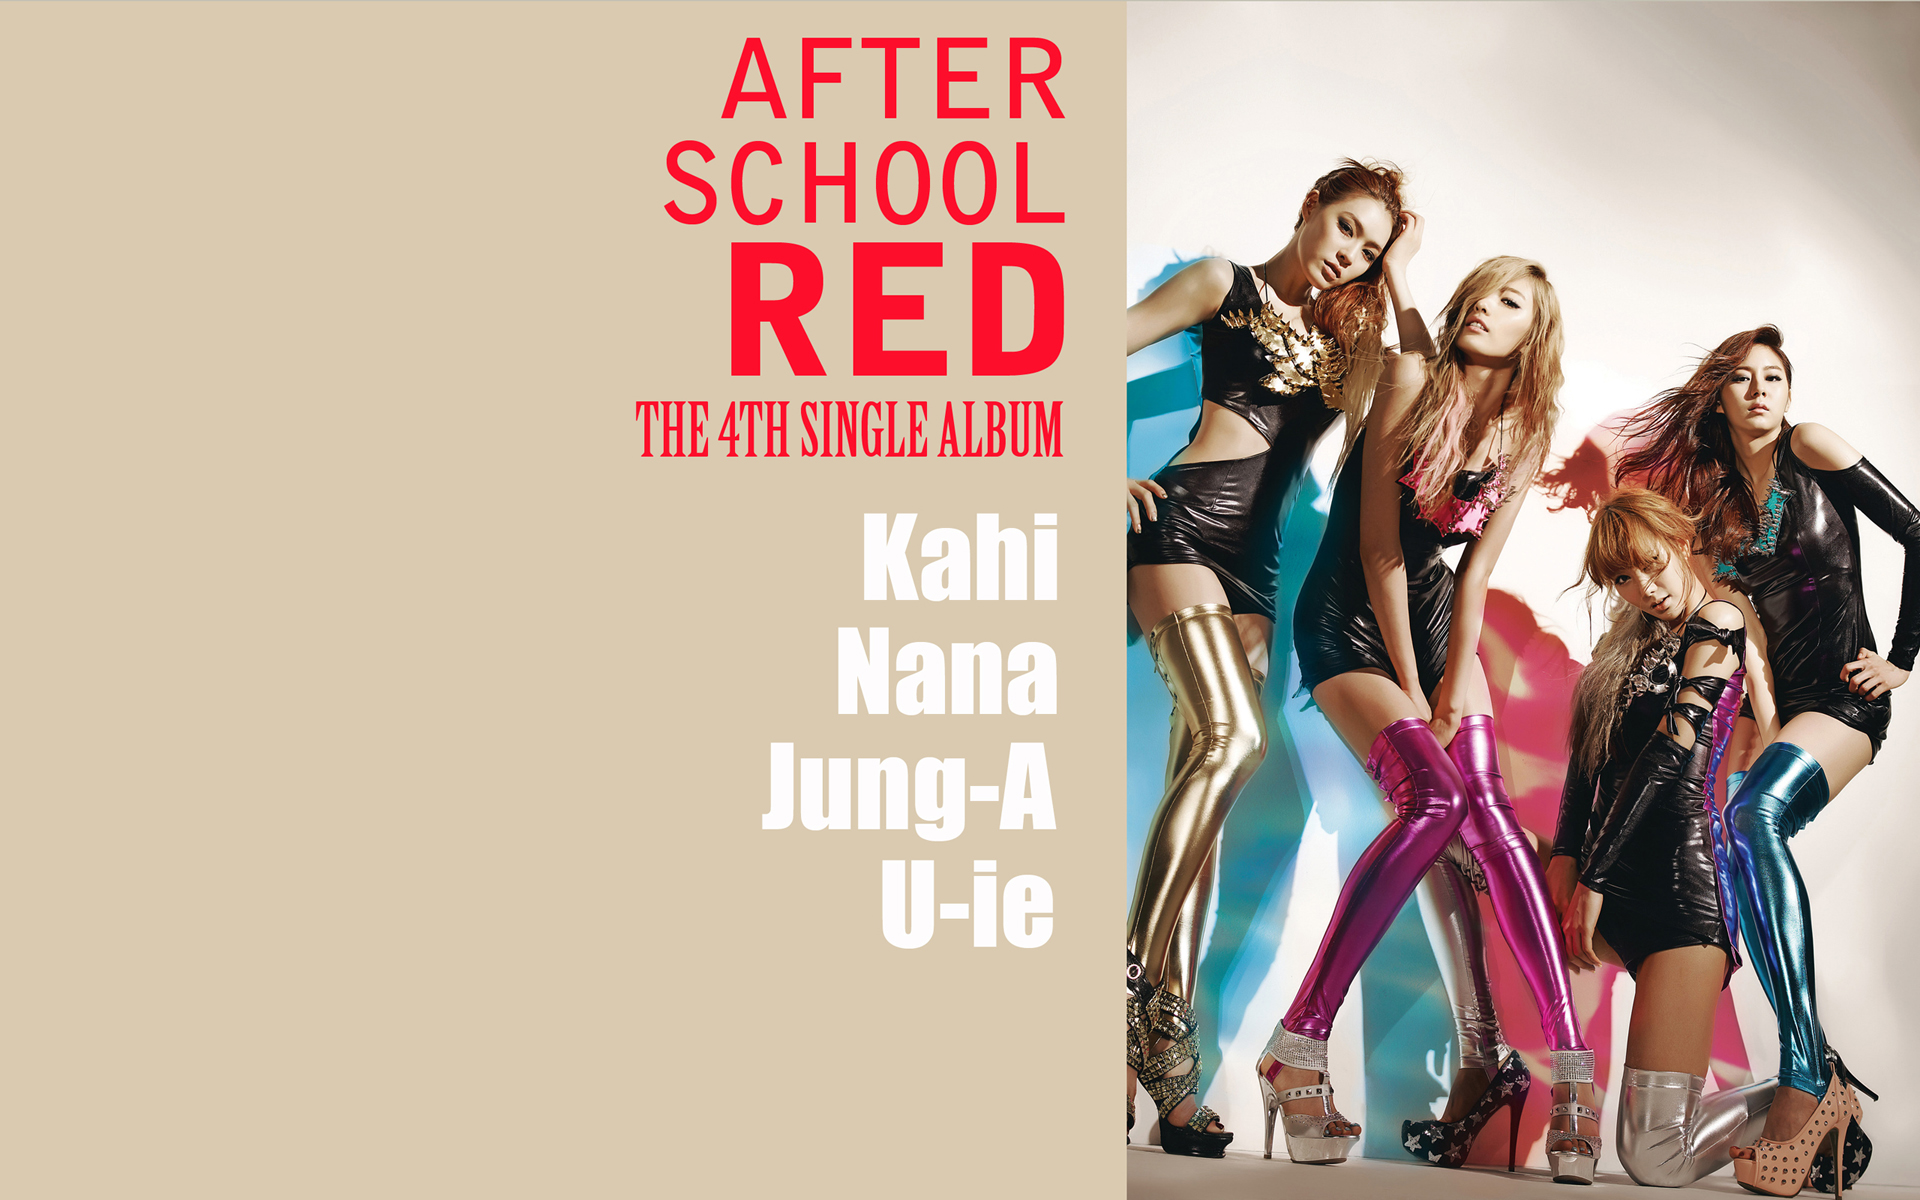 AFTER
SCHOOL
RED
THE 4TH SINGLE ALBUM
Kahi
Nana
Jung-A
U-ie